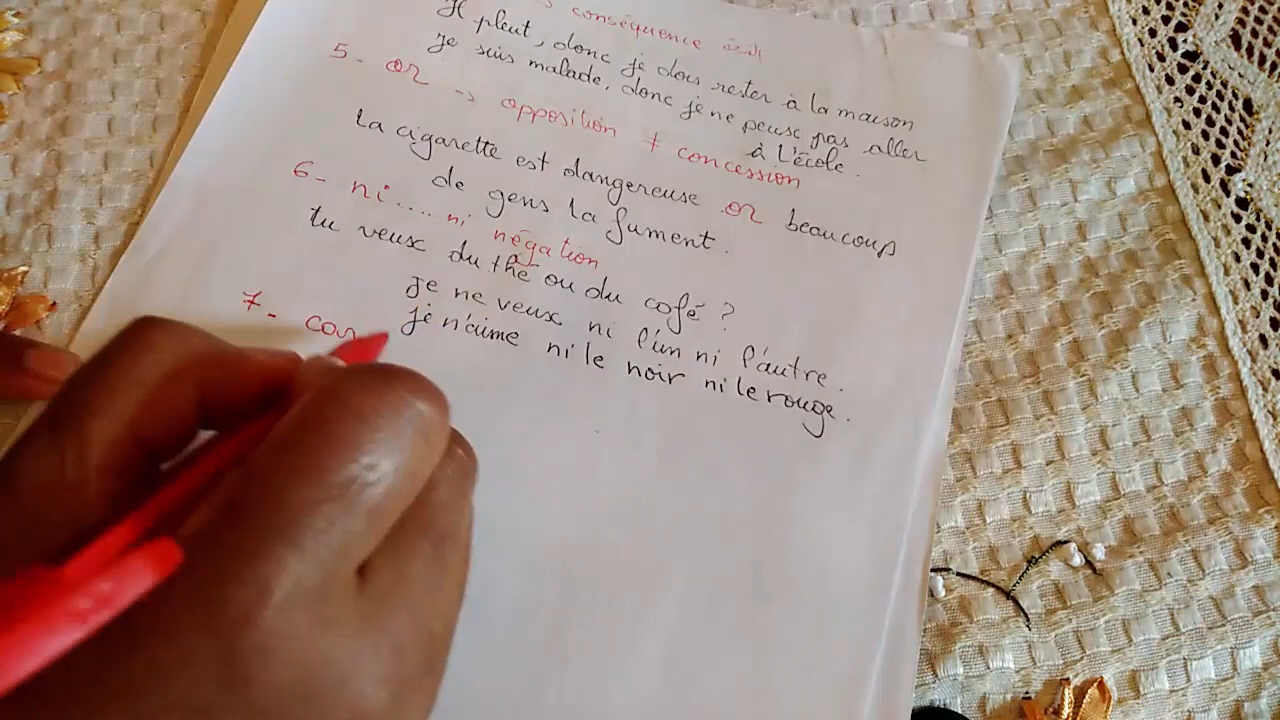 conséquence
Il pleut, donc je dois rester à la maison
je suis malade, donc je ne peux pas aller
à l'école.
5- or -> opposition ≠ concession
La cigarette est dangereuse or beaucoup
de gens la fument.
6- ni.... ni négation
tu veux du thé ou du cofé ?
je ne veux ni l'un ni l'autre.
je n'aime ni le noir ni le rouge.
7- car